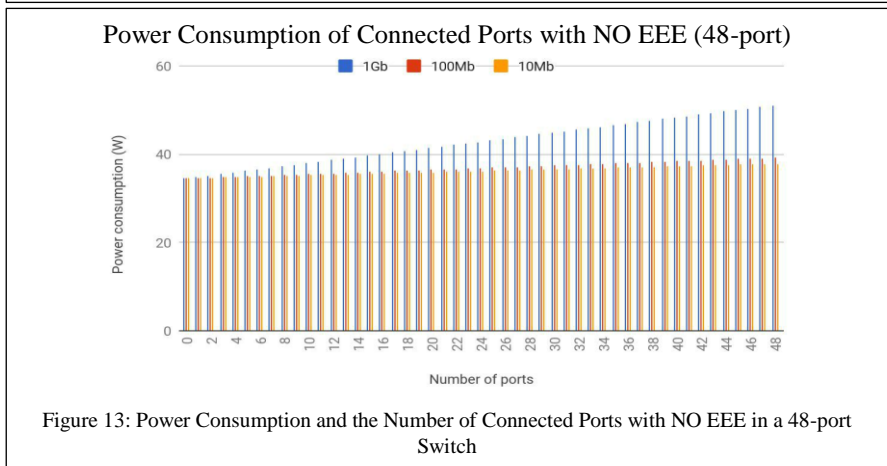 Power Consumption of Connected Ports with NO EEE (48-port)
1Gb 100Mb 10Mb
60
40
20
0
Power consumption (W)
0 2 4 6 8 10 12 14 16 18 20 22 24 26 28 30 32 34 36 38 40 42 44 46 48
Number of ports
Figure 13: Power Consumption and the Number of Connected Ports with NO EEE in a 48-port
Switch